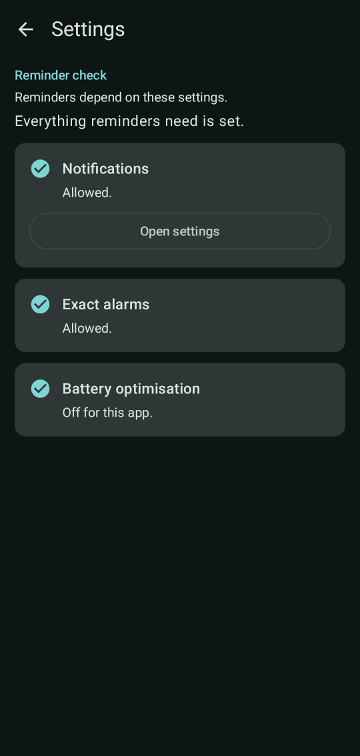 Settings
Reminder check
Reminders depend on these settings.
Everything reminders need is set.
Notifications
Allowed.
Open settings
Exact alarms
Allowed.
Battery optimisation
Off for this app.